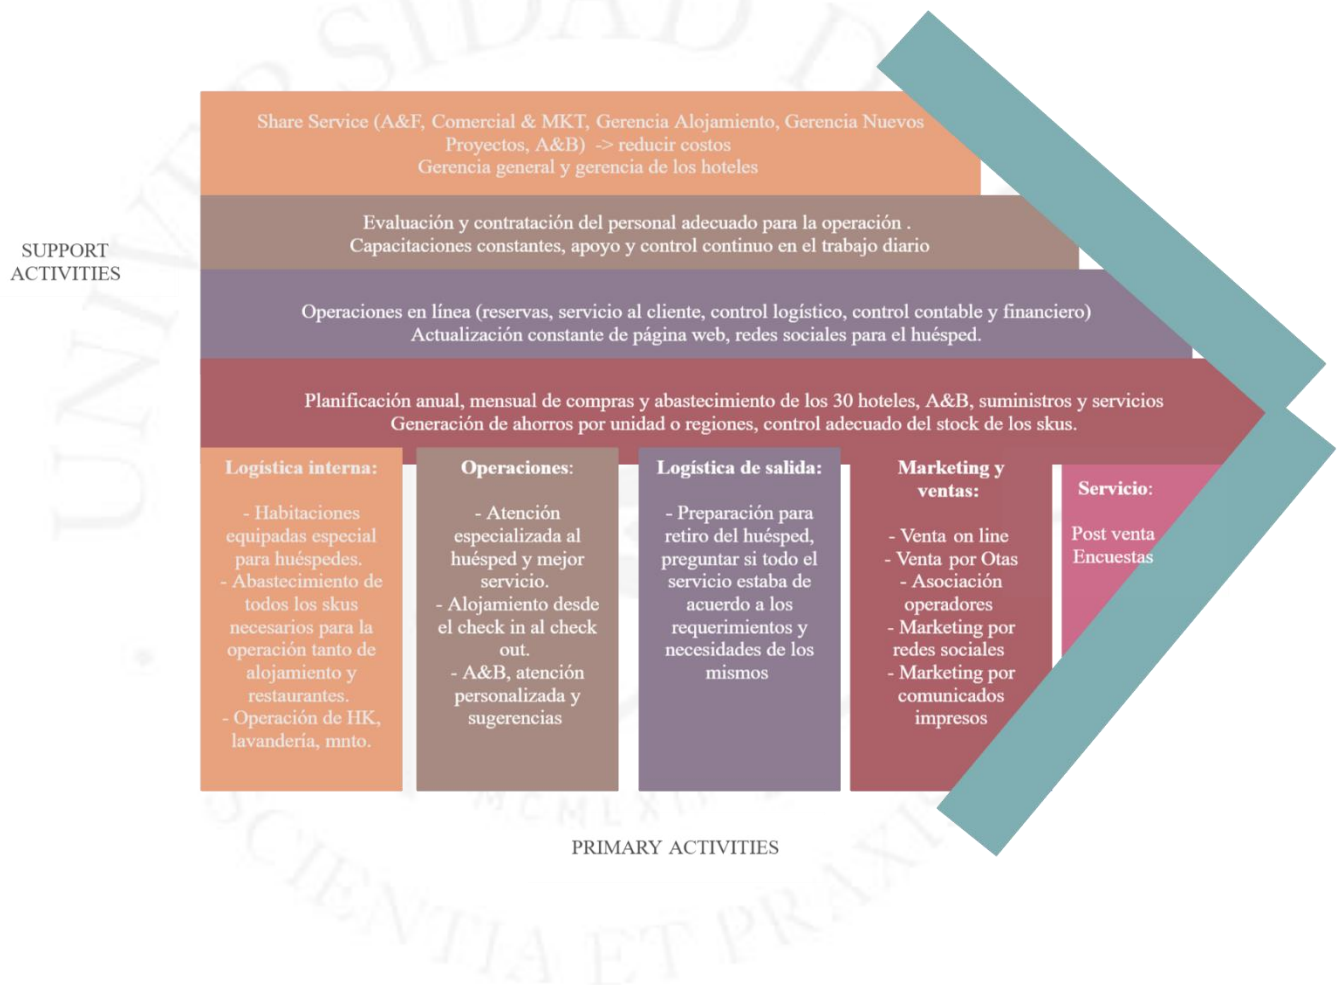 Share Service (A&F, Comercial & MKT, Gerencia Alojamiento, Gerencia Nuevos
Proyectos, A&B)  -> reducir costos
Gerencia general y gerencia de los hoteles
Evaluación y contratación del personal adecuado para la operación .
Capacitaciones constantes, apoyo y control continuo en el trabajo diario
SUPPORT
ACTIVITIES
Operaciones en línea (reservas, servicio al cliente, control logístico, control contable y financiero)
Actualización constante de página web, redes sociales para el huésped.
Planificación anual, mensual de compras y abastecimiento de los 30 hoteles, A&B, suministros y servicios
Generación de ahorros por unidad o regiones, control adecuado del stock de los skus.
Logística interna:
- Habitaciones
equipadas especial
para huéspedes.
- Abastecimiento de
todos los skus
necesarios para la
operación tanto de
alojamiento y
restaurantes.
- Operación de HK,
lavandería, mnto.
Operaciones:
- Atención
especializada al
huésped y mejor
servicio.
- Alojamiento desde
el check in al check
out.
- A&B, atención
personalizada y
sugerencias
Logística de salida:
- Preparación para
retiro del huésped,
preguntar si todo el
servicio estaba de
acuerdo a los
requerimientos y
necesidades de los
mismos
Marketing y
ventas:
- Venta on line
- Venta por Otas
- Asociación
operadores
- Marketing por
redes sociales
- Marketing por
comunicados
impresos
Servicio:
Post venta
Encuestas
PRIMARY ACTIVITIES
SCIENTIA ET PRAXIS